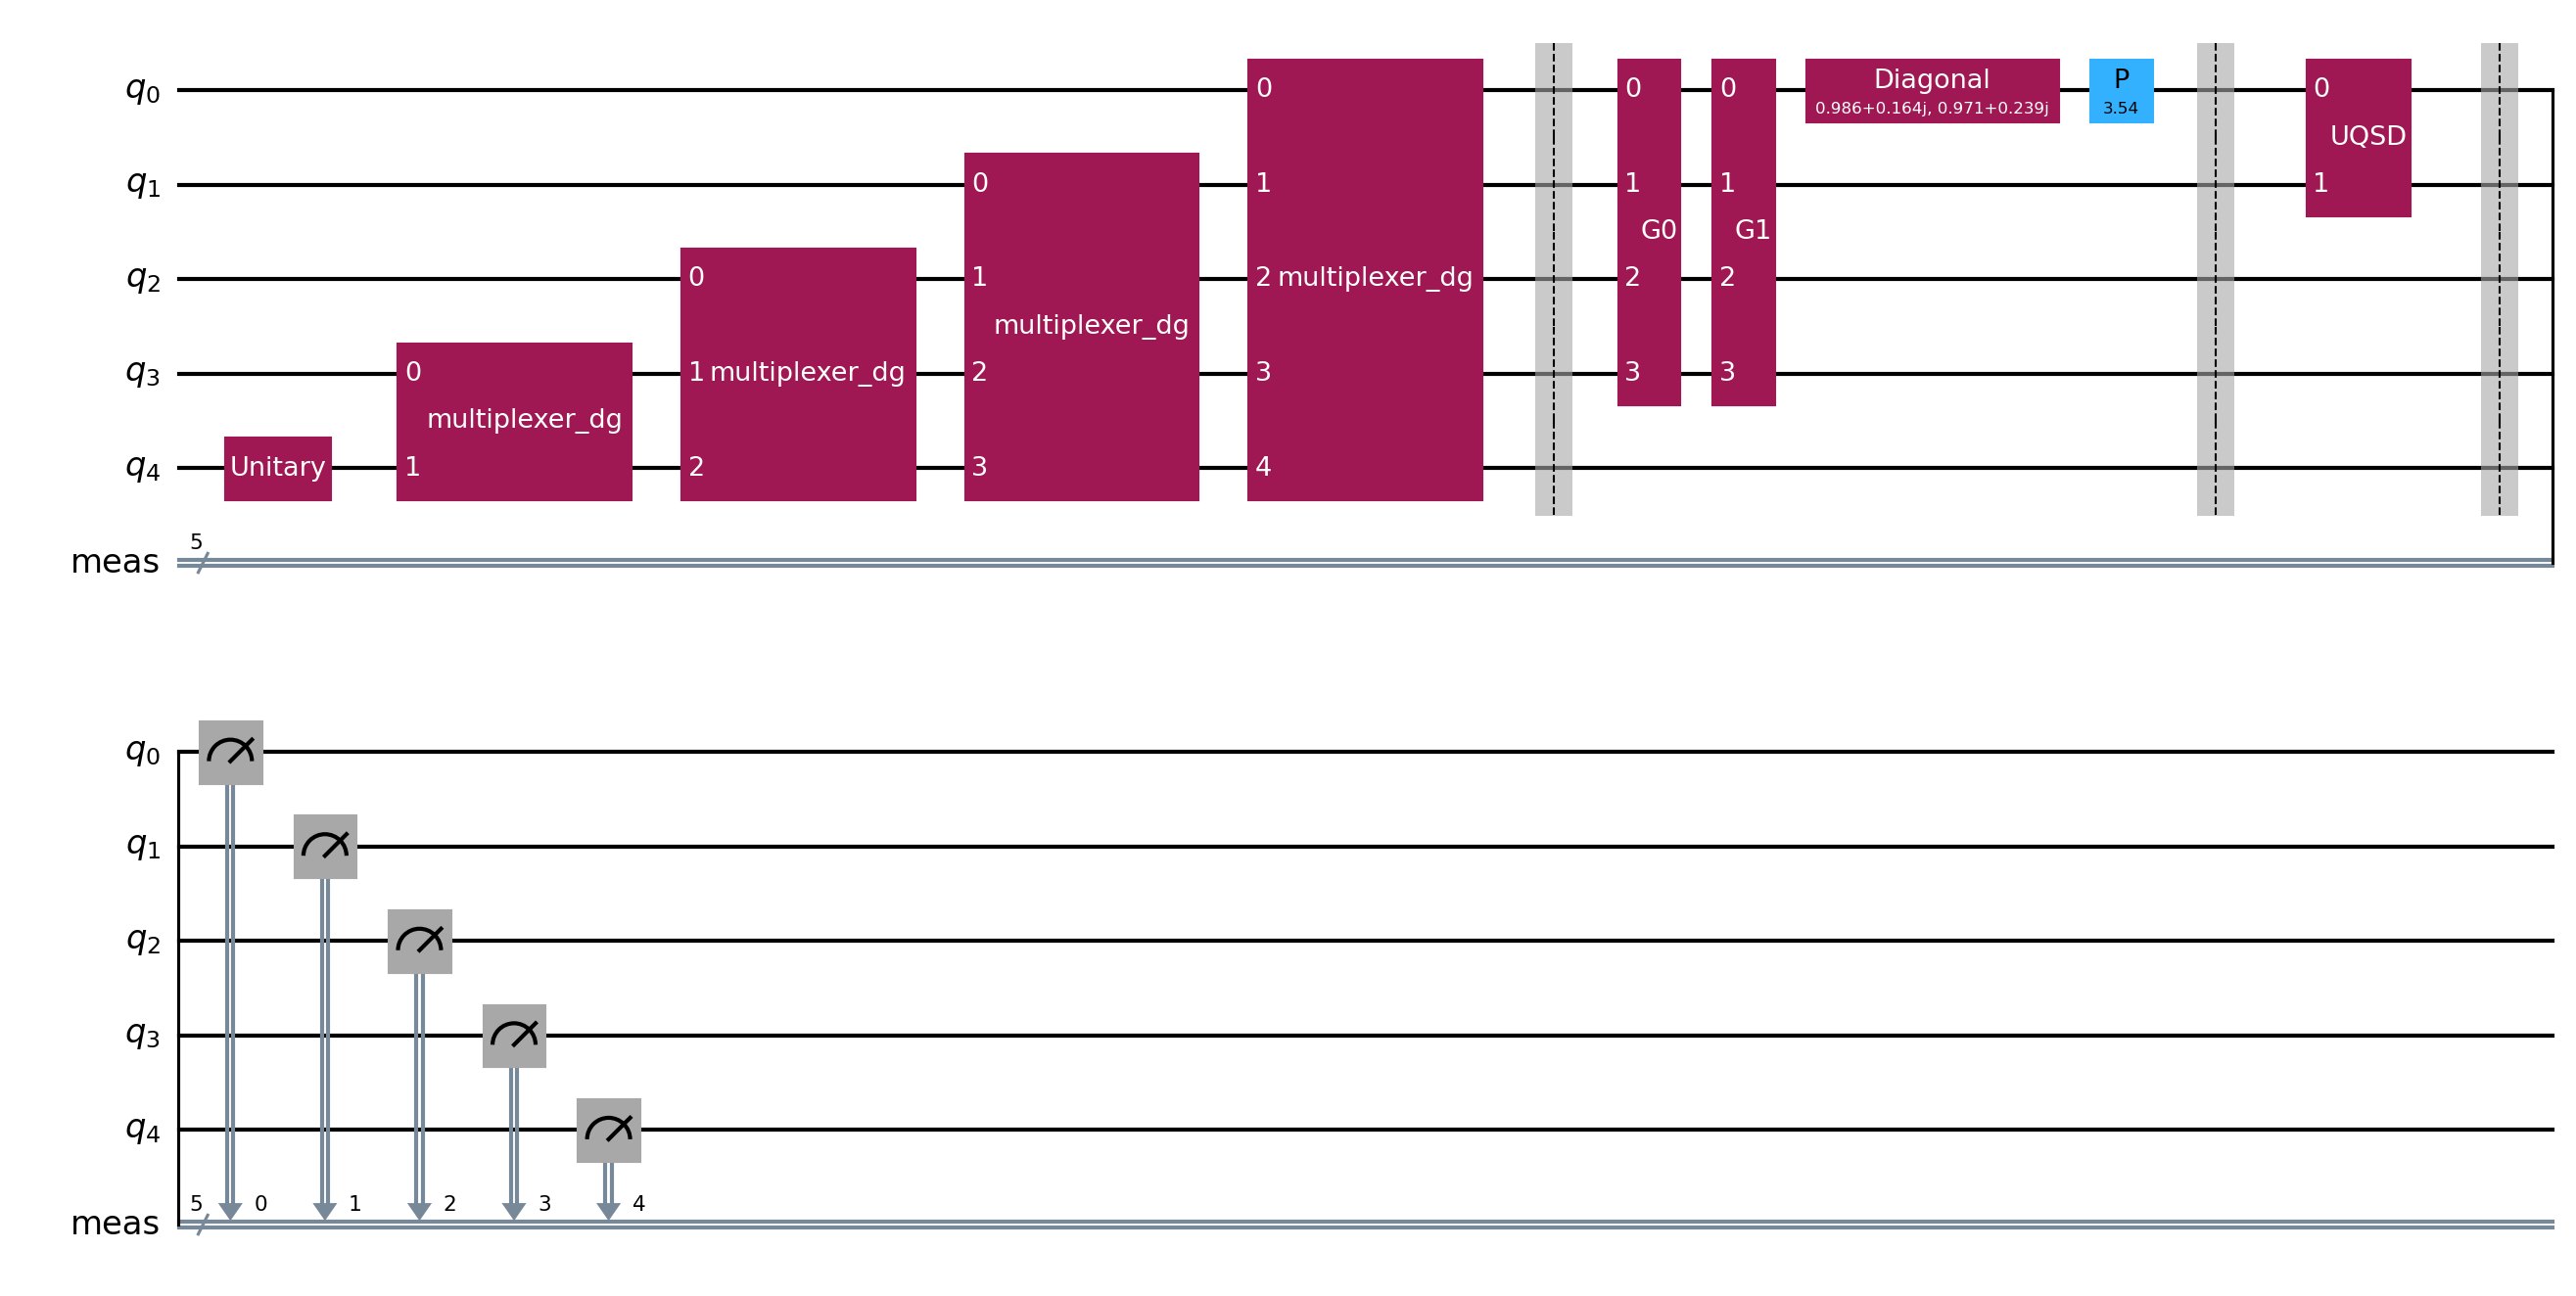 q0 0 0 0 Diagonal P 0
0.986+0.164j, 0.971+0.239j 3.54
UQSD
q1 0 1 1 1 1
G0 G1
q2 0 1 2 multiplexer_dg 2 2
multiplexer_dg
q3 0 1 multiplexer_dg 2 3 3 3
multiplexer_dg
q4 Unitary 1 2 3 4
5
meas
q0
q1
q2
q3
q4
5 0 1 2 3 4
meas